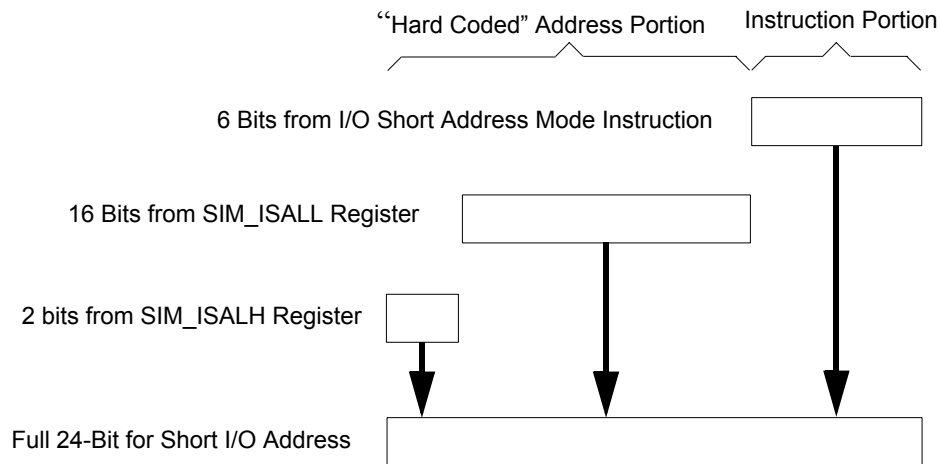 “Hard Coded” Address Portion
Instruction Portion
6 Bits from I/O Short Address Mode Instruction
16 Bits from SIM_ISALL Register
2 bits from SIM_ISALH Register
Full 24-Bit for Short I/O Address